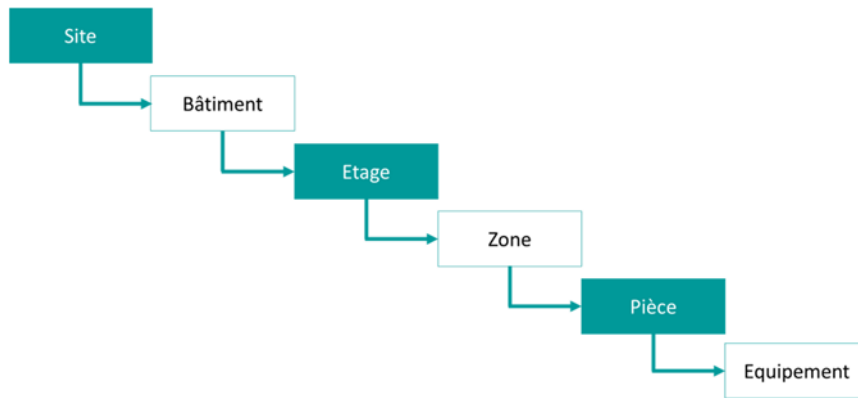 Site
Bâtiment
Etage
Zone
Pièce
Equipement